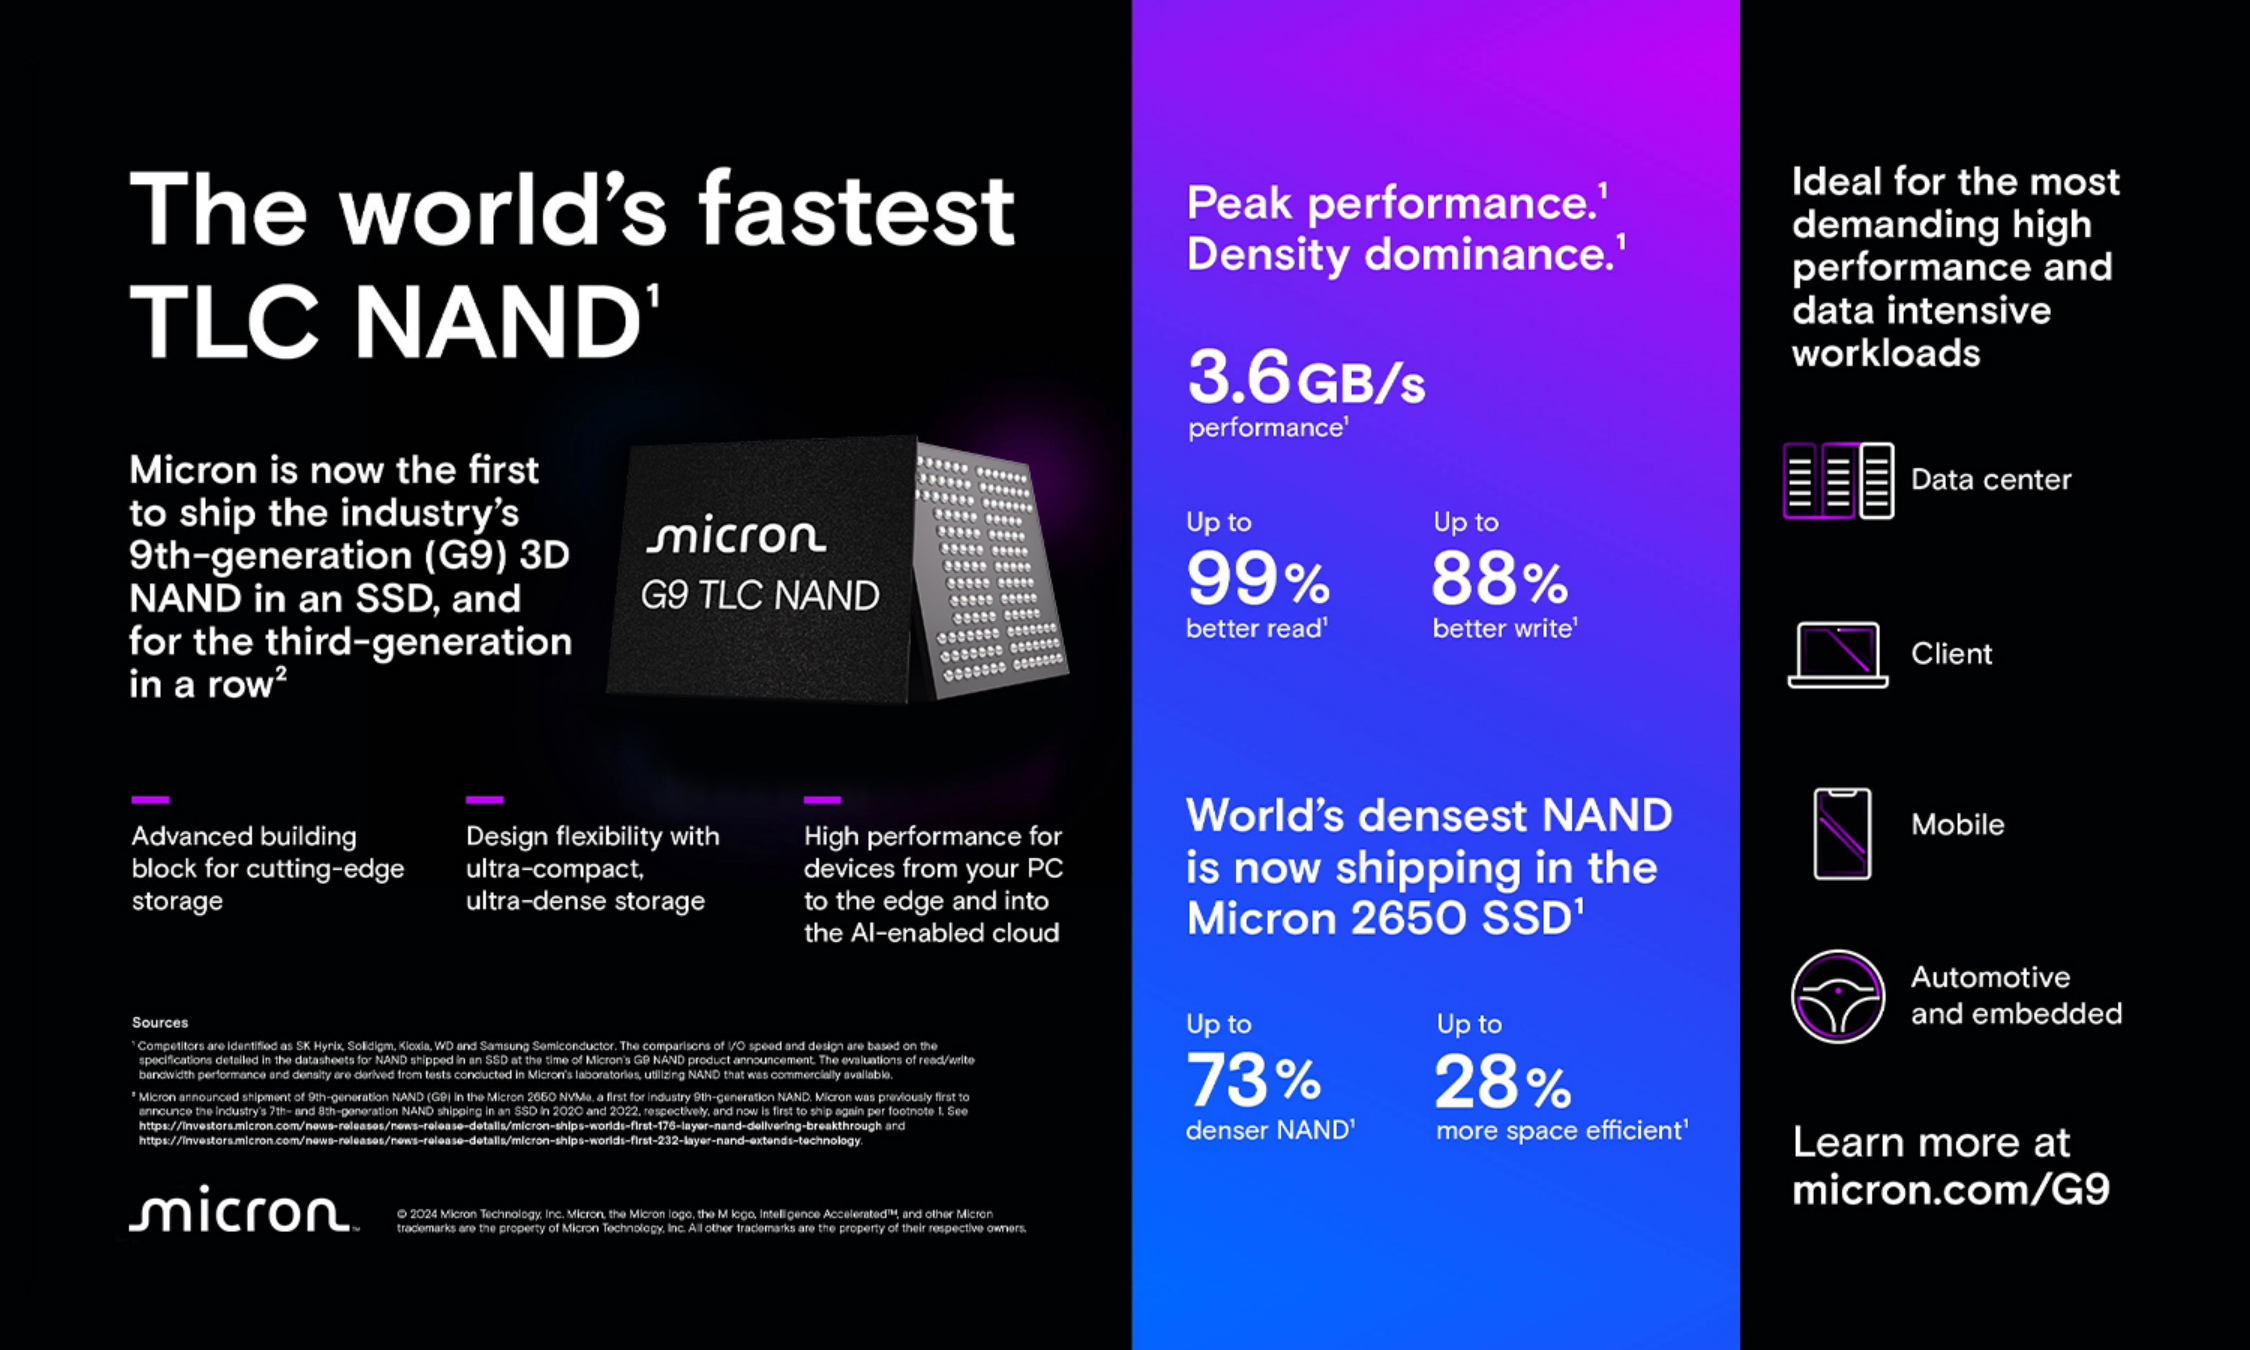 The world's fastest
TLC NAND¹
Micron is now the first
to ship the industry's
9th-generation (G9) 3D
NAND in an SSD, and
for the third-generation
in a row²
micron
G9 TLC NAND
Advanced building
block for cutting-edge
storage
Design flexibility with
ultra-compact,
ultra-dense storage
High performance for
devices from your PC
to the edge and into
the AI-enabled cloud
Sources
¹ Competitors are identified as SK Hynix, Solidigm, Kioxia, WD and Samsung Semiconductor. The comparisons of I/O speed and design are based on the
specifications detailed in the datasheets for NAND shipped in an SSD at the time of Micron's G9 NAND product announcement. The evaluations of read/write
bandwidth performance and density are derived from tests conducted in Micron's laboratories, utilizing NAND that was commercially available.
² Micron announced shipment of 9th-generation NAND (G9) in the Micron 2650 NVMe, a first for industry 9th-generation NAND. Micron was previously first to
announce the industry's 7th- and 8th-generation NAND shipping in an SSD in 2020 and 2022, respectively, and now is first to ship again per footnote 1. See
https://investors.micron.com/news-releases/news-release-details/micron-ships-worlds-first-176-layer-nand-delivering-breakthrough and
https://investors.micron.com/news-releases/news-release-details/micron-ships-worlds-first-232-layer-nand-extends-technology.
micron™
© 2024 Micron Technology, Inc. Micron, the Micron logo, the M logo, Intelligence Accelerated™, and other Micron
trademarks are the property of Micron Technology, Inc. All other trademarks are the property of their respective owners.
Peak performance.¹
Density dominance.¹
3.6 GB/s
performance¹
Up to
99%
better read¹
Up to
88%
better write¹
World's densest NAND
is now shipping in the
Micron 2650 SSD¹
Up to
73%
denser NAND¹
Up to
28%
more space efficient¹
Ideal for the most
demanding high
performance and
data intensive
workloads
Data center
Client
Mobile
Automotive
and embedded
Learn more at
micron.com/G9